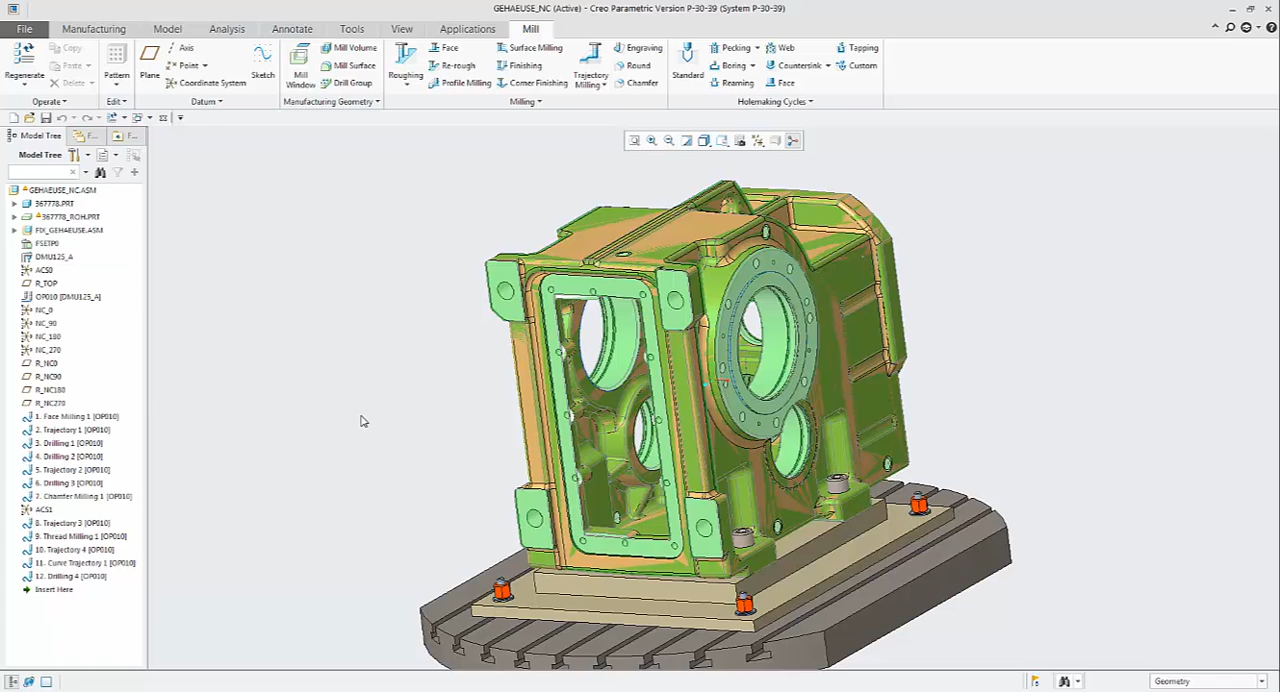 GEHAEUSE_NC (Active) - Creo Parametric Version P-30-39 (System P-30-39)
File Manufacturing Model Analysis Annotate Tools View Applications Mill
Copy Axis Mill Volume Face Surface Milling Engraving Pecking Web Tapping
Paste Point Mill Surface Re-rough Finishing Round Boring Countersink Custom
Regenerate Delete Pattern Plane Coordinate System Sketch Mill Window Drill Group Roughing Profile Milling Corner Finishing Trajectory Milling Chamfer Standard Reaming Face
Operate Edit Datum Manufacturing Geometry Milling Holemaking Cycles
Model Tree F... F...
Model Tree
GEHAEUSE_NC.ASM
367778.PRT
367778_ROH.PRT
FIX_GEHAEUSE.ASM
FSETP0
DMU125_A
ACS0
R_TOP
OP010 [DMU125_A]
NC_0
NC_90
NC_180
NC_270
R_NC0
R_NC90
R_NC180
R_NC270
1. Face Milling 1 [OP010]
2. Trajectory 1 [OP010]
3. Drilling 1 [OP010]
4. Drilling 2 [OP010]
5. Trajectory 2 [OP010]
6. Drilling 3 [OP010]
7. Chamfer Milling 1 [OP010]
ACS1
8. Trajectory 3 [OP010]
9. Thread Milling 1 [OP010]
10. Trajectory 4 [OP010]
11. Curve Trajectory 1 [OP010]
12. Drilling 4 [OP010]
Insert Here
Geometry